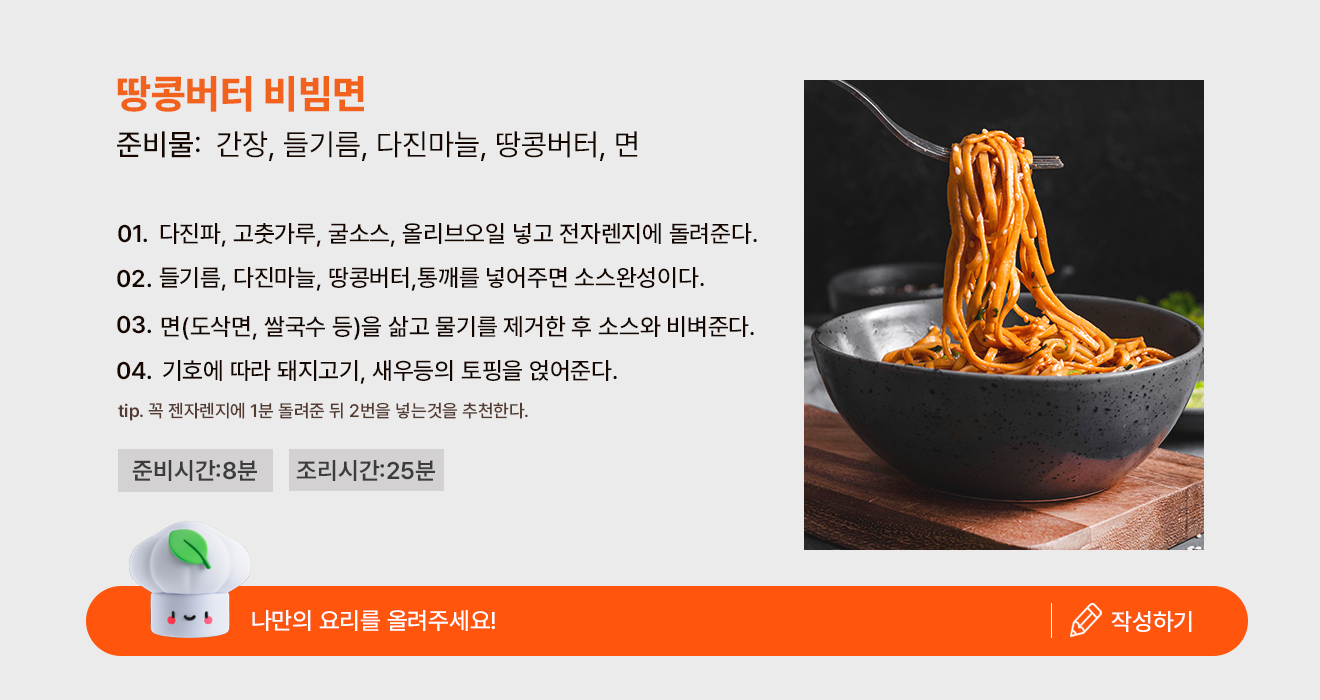 땅콩버터 비빔면
준비물: 간장, 들기름, 다진마늘, 땅콩버터, 면
01. 다진파, 고춧가루, 굴소스, 올리브오일 넣고 전자렌지에 돌려준다.
02. 들기름, 다진마늘, 땅콩버터,통깨를 넣어주면 소스완성이다.
03. 면(도삭면, 쌀국수 등)을 삶고 물기를 제거한 후 소스와 비벼준다.
04. 기호에 따라 돼지고기, 새우등의 토핑을 얹어준다.
tip. 꼭 젠자렌지에 1분 돌려준 뒤 2번을 넣는것을 추천한다.
준비시간:8분 조리시간:25분
나만의 요리를 올려주세요! 작성하기